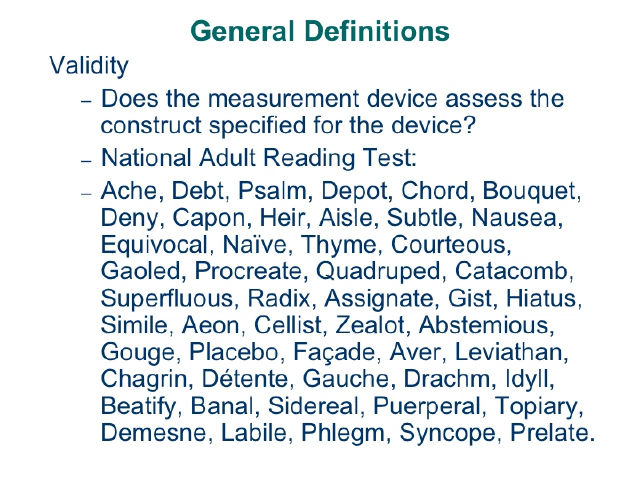 General Definitions
Validity
– Does the measurement device assess the
construct specified for the device?
– National Adult Reading Test:
– Ache, Debt, Psalm, Depot, Chord, Bouquet,
Deny, Capon, Heir, Aisle, Subtle, Nausea,
Equivocal, Naïve, Thyme, Courteous,
Gaoled, Procreate, Quadruped, Catacomb,
Superfluous, Radix, Assignate, Gist, Hiatus,
Simile, Aeon, Cellist, Zealot, Abstemious,
Gouge, Placebo, Façade, Aver, Leviathan,
Chagrin, Détente, Gauche, Drachm, Idyll,
Beatify, Banal, Sidereal, Puerperal, Topiary,
Demesne, Labile, Phlegm, Syncope, Prelate.